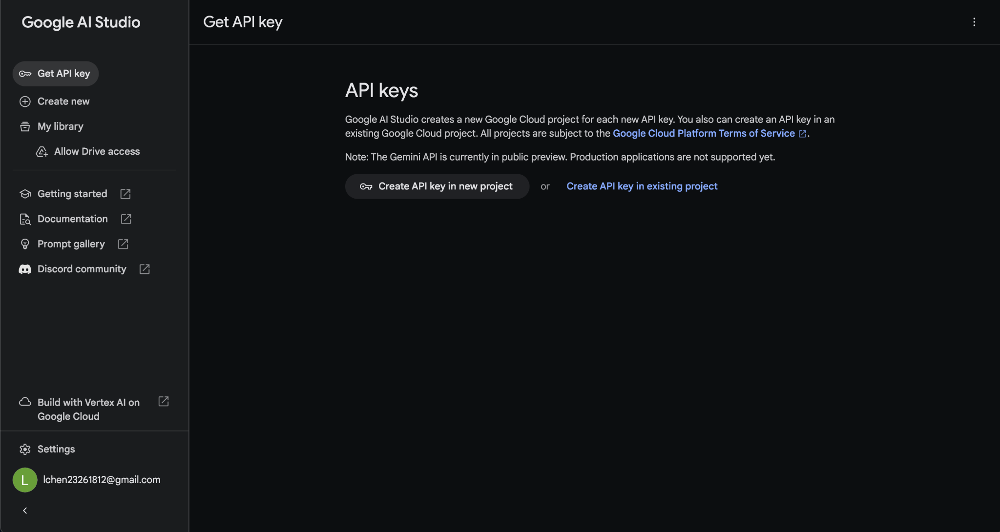 Google AI Studio
Get API key
Create new
My library
Allow Drive access
Getting started
Documentation
Prompt gallery
Discord community
Build with Vertex AI on
Google Cloud
Settings
L
lchen23261812@gmail.com
Get API key
API keys
Google AI Studio creates a new Google Cloud project for each new API key. You also can create an API key in an
existing Google Cloud project. All projects are subject to the Google Cloud Platform Terms of Service.
Note: The Gemini API is currently in public preview. Production applications are not supported yet.
Create API key in new project or Create API key in existing project